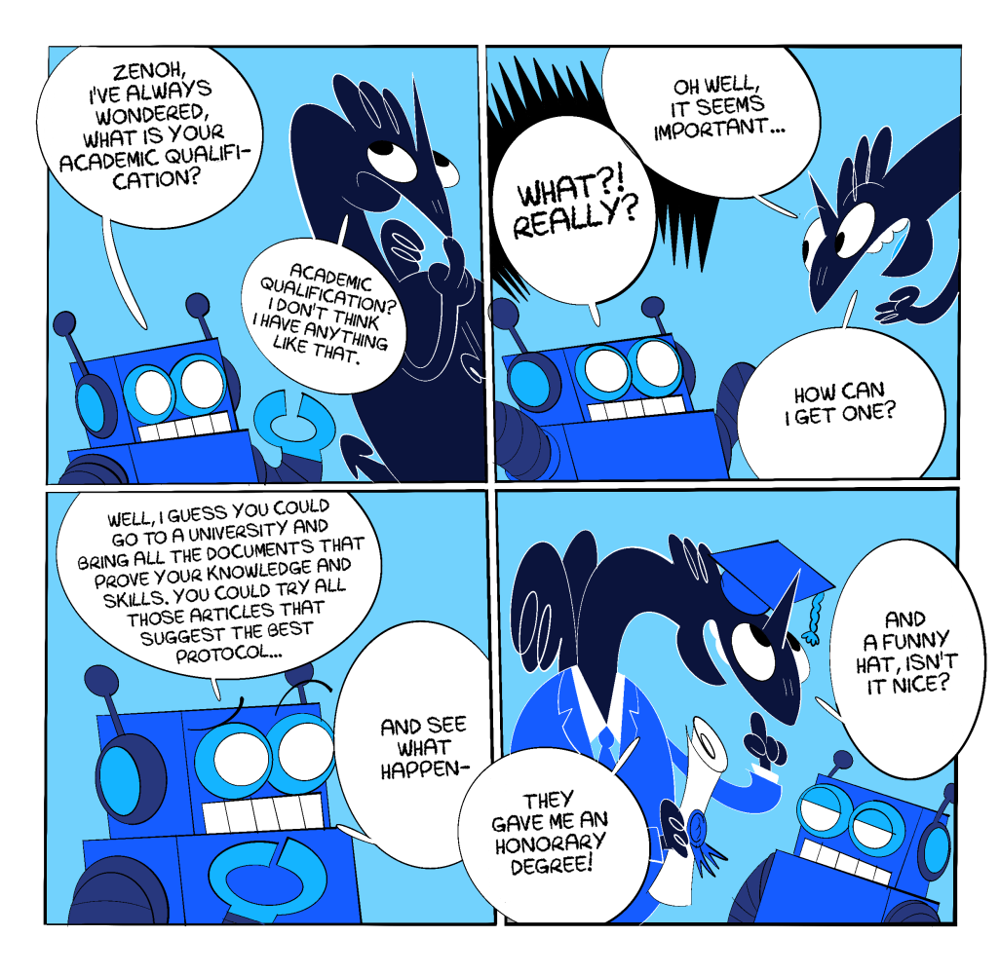 ZENOH,
I'VE ALWAYS
WONDERED,
WHAT IS YOUR
ACADEMIC QUALIFI-
CATION?
ACADEMIC
QUALIFICATION?
I DON'T THINK
I HAVE ANYTHING
LIKE THAT.
WHAT?!
REALLY?
OH WELL,
IT SEEMS
IMPORTANT...
HOW CAN
I GET ONE?
WELL, I GUESS YOU COULD
GO TO A UNIVERSITY AND
BRING ALL THE DOCUMENTS THAT
PROVE YOUR KNOWLEDGE AND
SKILLS. YOU COULD TRY ALL
THOSE ARTICLES THAT
SUGGEST THE BEST
PROTOCOL...
AND SEE
WHAT
HAPPEN-
THEY
GAVE ME AN
HONORARY
DEGREE!
AND
A FUNNY
HAT, ISN'T
IT NICE?